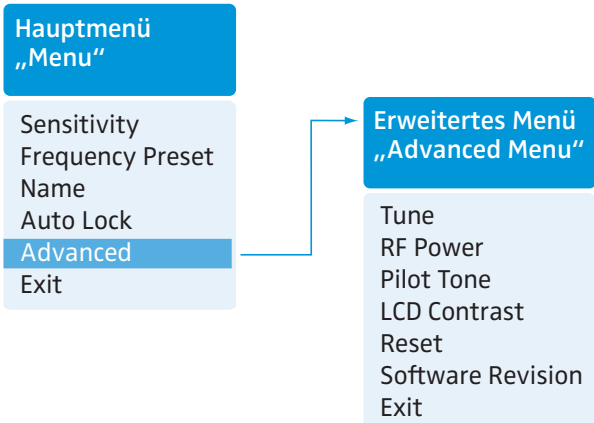 Hauptmenü
„Menu“
Sensitivity
Frequency Preset
Name
Auto Lock
Advanced
Exit
Erweitertes Menü
„Advanced Menu“
Tune
RF Power
Pilot Tone
LCD Contrast
Reset
Software Revision
Exit